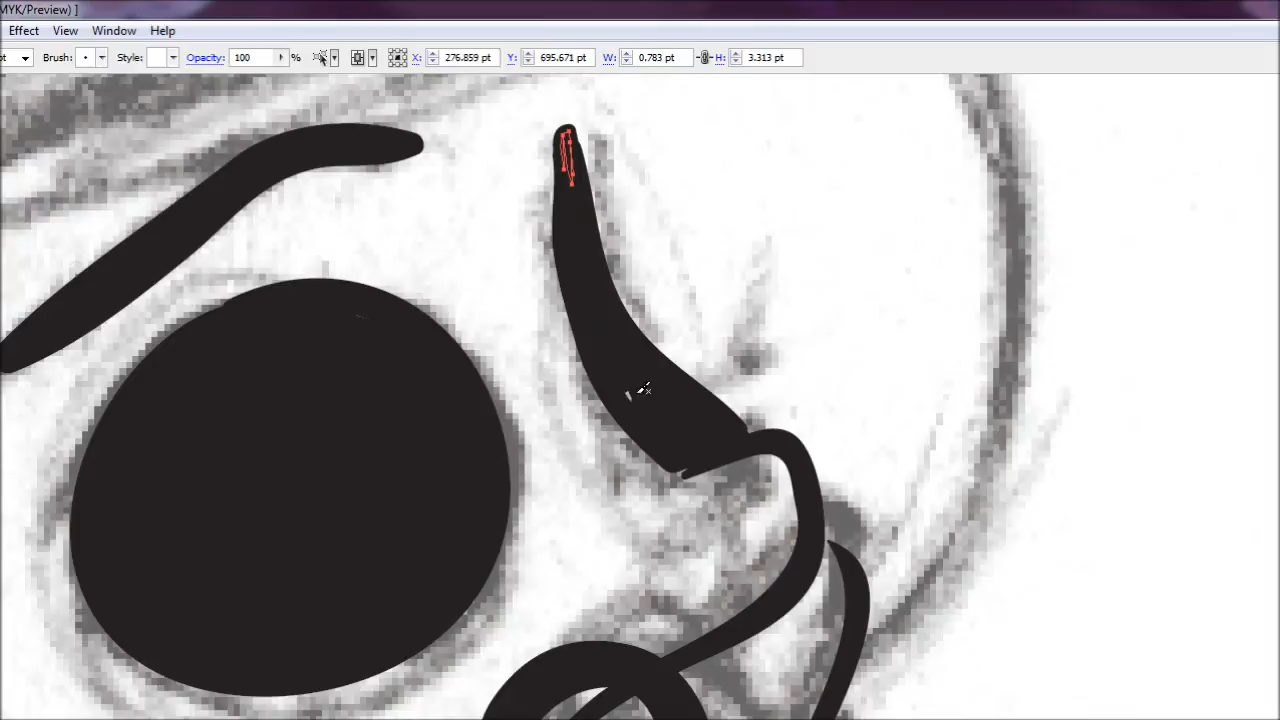 MYK/Preview) ]
Effect View Window Help
pt Brush: Style: Opacity: 100 % X: 276.859 pt Y: 695.671 pt W: 0.783 pt H: 3.313 pt